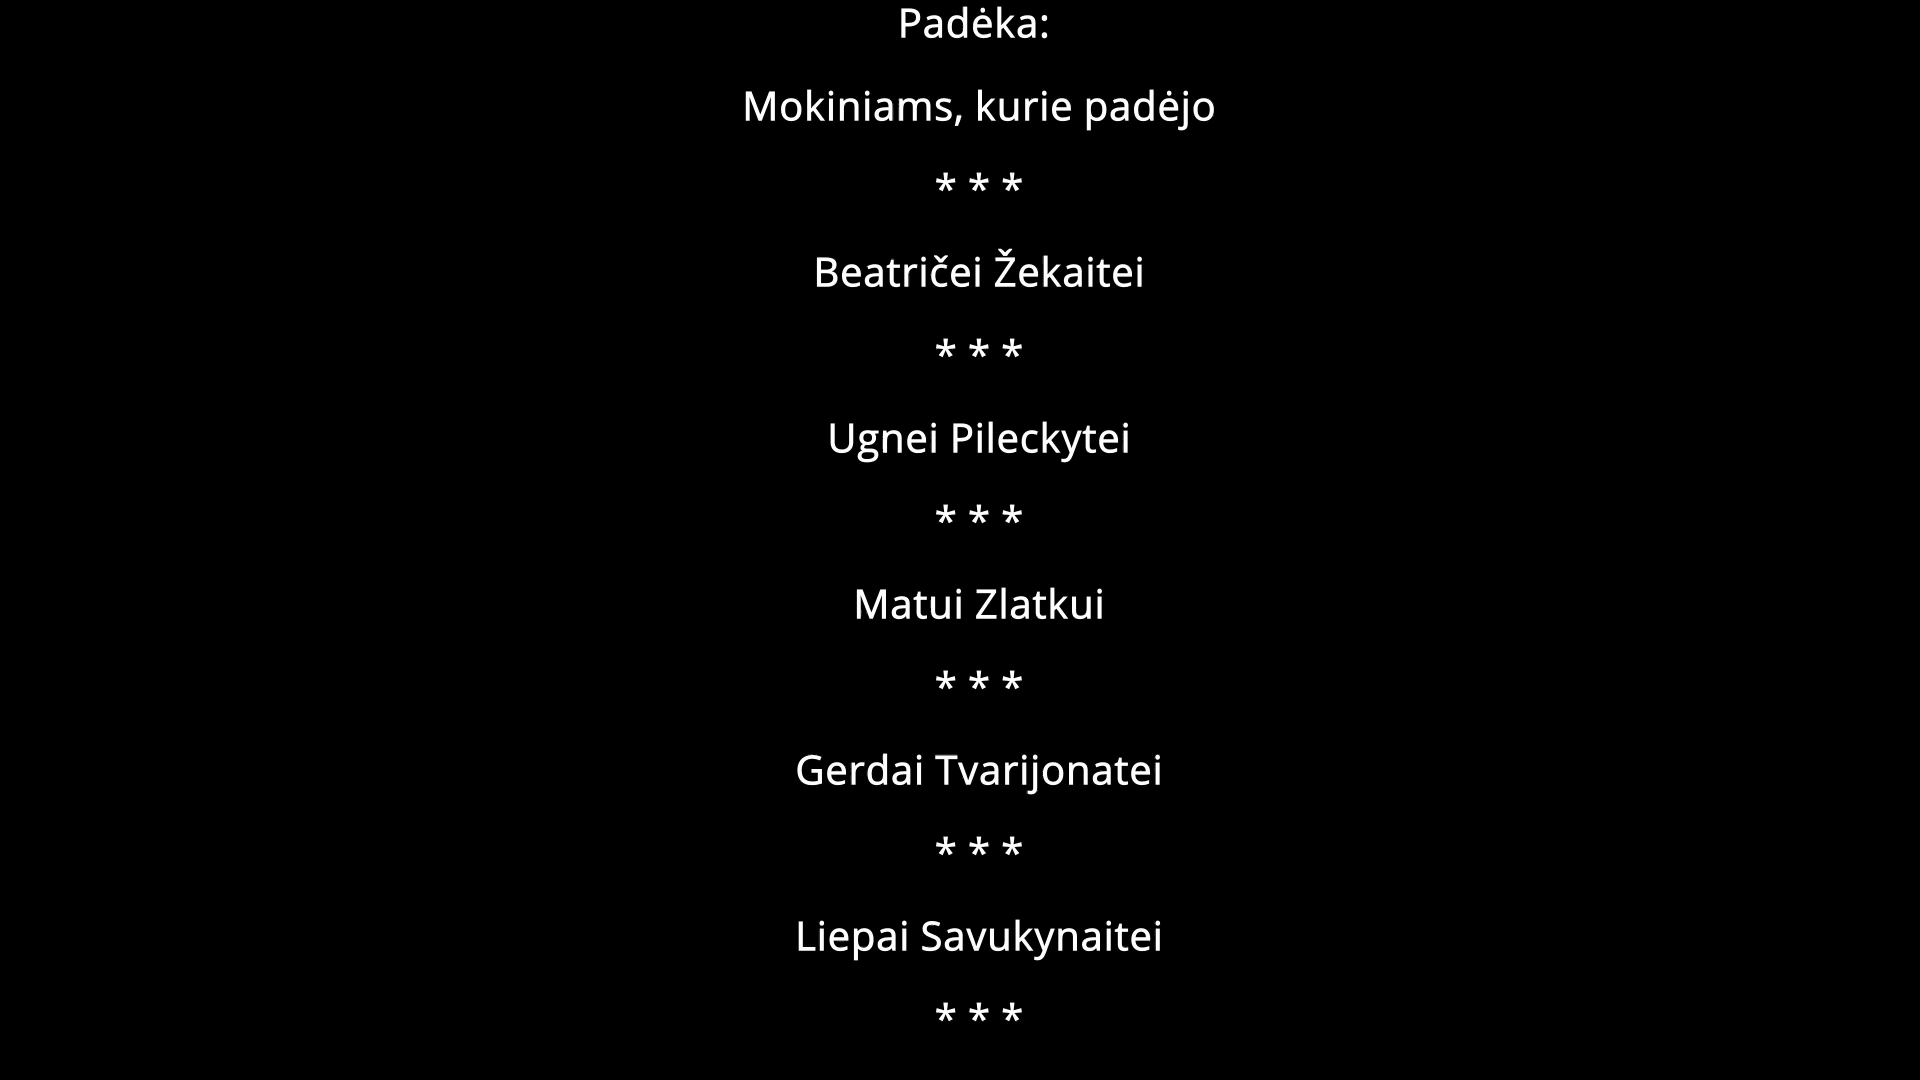 Padėka:
Mokiniams, kurie padėjo
* * *
Beatričei Žekaitei
* * *
Ugnei Pileckytei
* * *
Matui Zlatkui
* * *
Gerdai Tvarijonatei
* * *
Liepai Savukynaitei
* * *